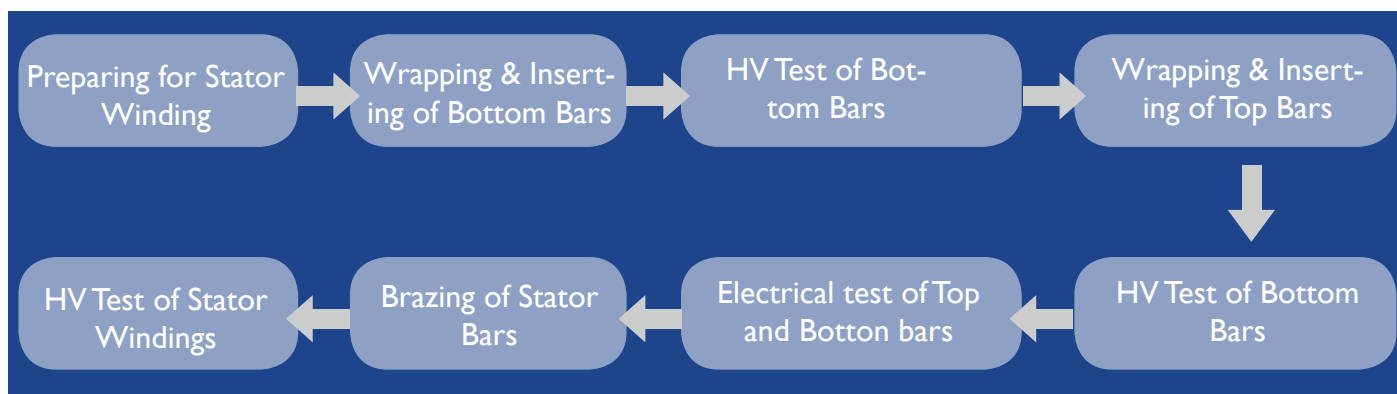 Preparing for Stator
Winding
Wrapping & Insert-
ing of Bottom Bars
HV Test of Bot-
tom Bars
Wrapping & Insert-
ing of Top Bars
HV Test of Bottom
Bars
Electrical test of Top
and Botton bars
Brazing of Stator
Bars
HV Test of Stator
Windings